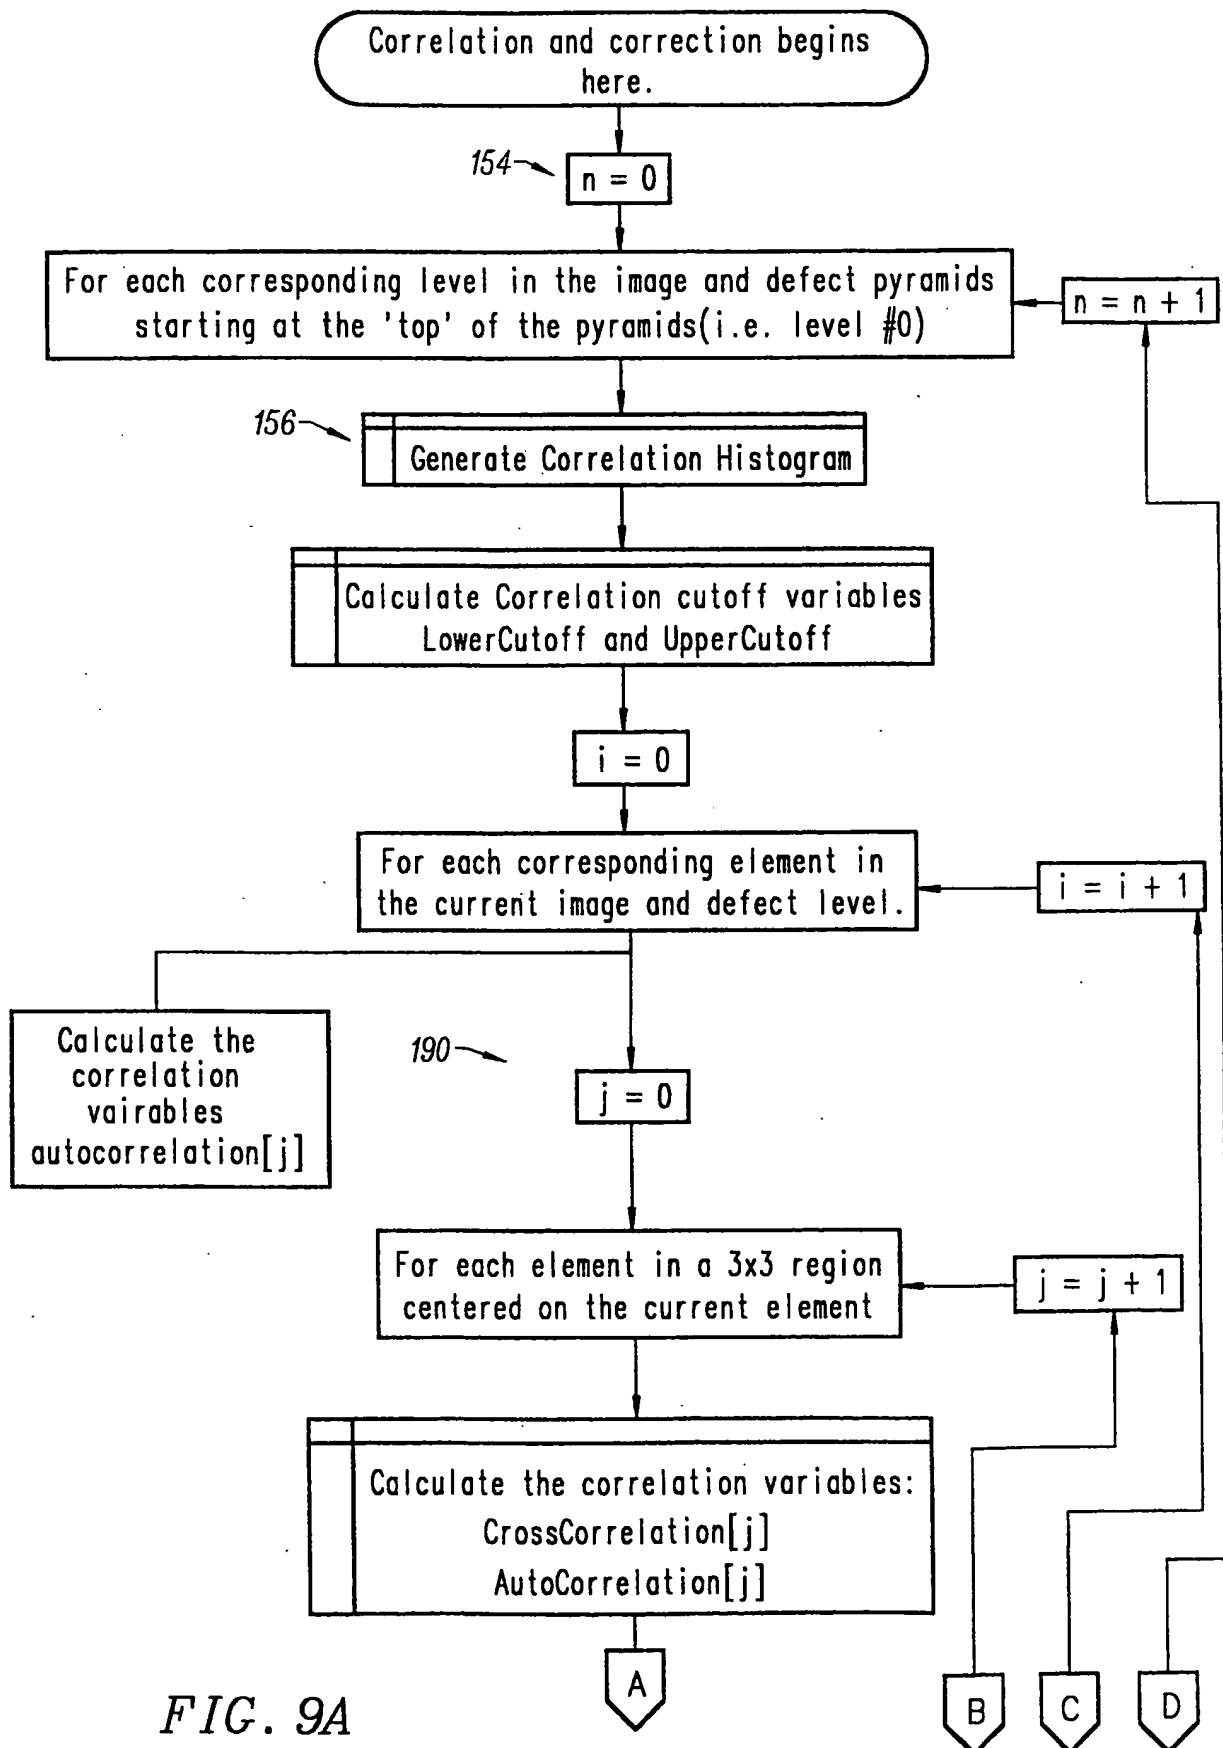 Correlation and correction begins
here.
154
n = 0
For each corresponding level in the image and defect pyramids
starting at the 'top' of the pyramids(i.e. level #0)
n = n + 1
156
Generate Correlation Histogram
Calculate Correlation cutoff variables
LowerCutoff and UpperCutoff
i = 0
For each corresponding element in
the current image and defect level.
i = i + 1
Calculate the
correlation
vairables
autocorrelation[j]
190
j = 0
For each element in a 3x3 region
centered on the current element
j = j + 1
Calculate the correlation variables:
CrossCorrelation[j]
AutoCorrelation[j]
A
B
C
D
FIG. 9A